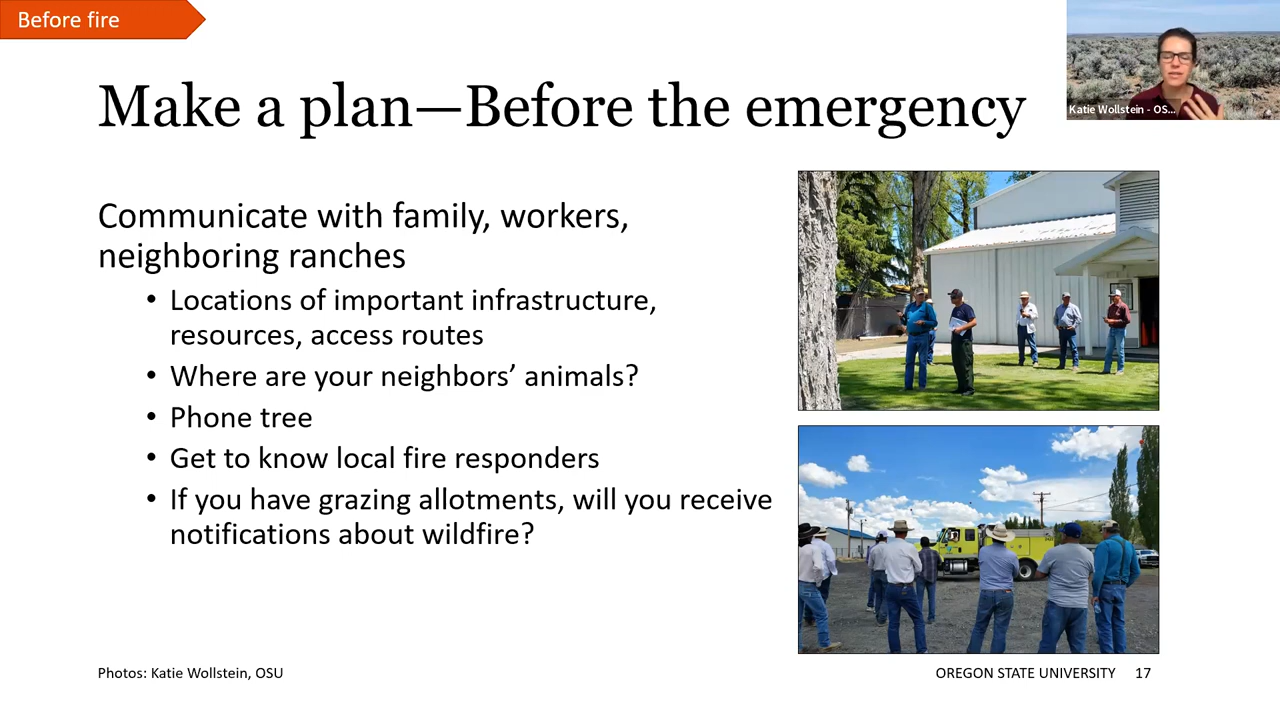 Before fire
Make a plan—Before the emergency
Katie Wollstein - OS...
Communicate with family, workers,
neighboring ranches
• Locations of important infrastructure,
resources, access routes
• Where are your neighbors’ animals?
• Phone tree
• Get to know local fire responders
• If you have grazing allotments, will you receive
notifications about wildfire?
Photos: Katie Wollstein, OSU
OREGON STATE UNIVERSITY 17